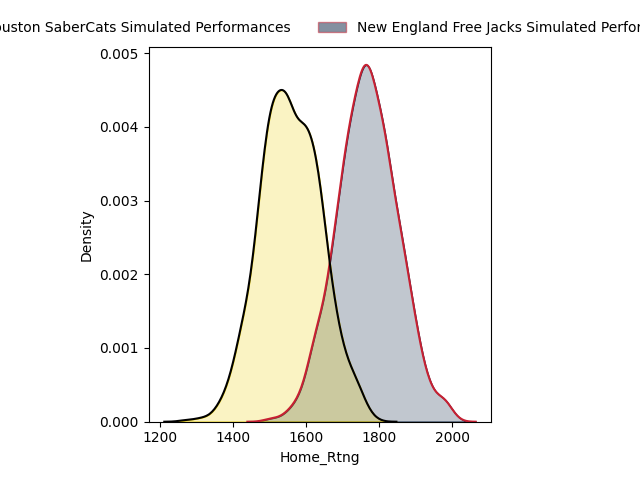 uston SaberCats Simulated Performances New England Free Jacks Simulated Perfor
0.005
0.004
0.003
0.002
0.001
0.000
Density
1200 1400 1600 1800 2000
Home_Rtng